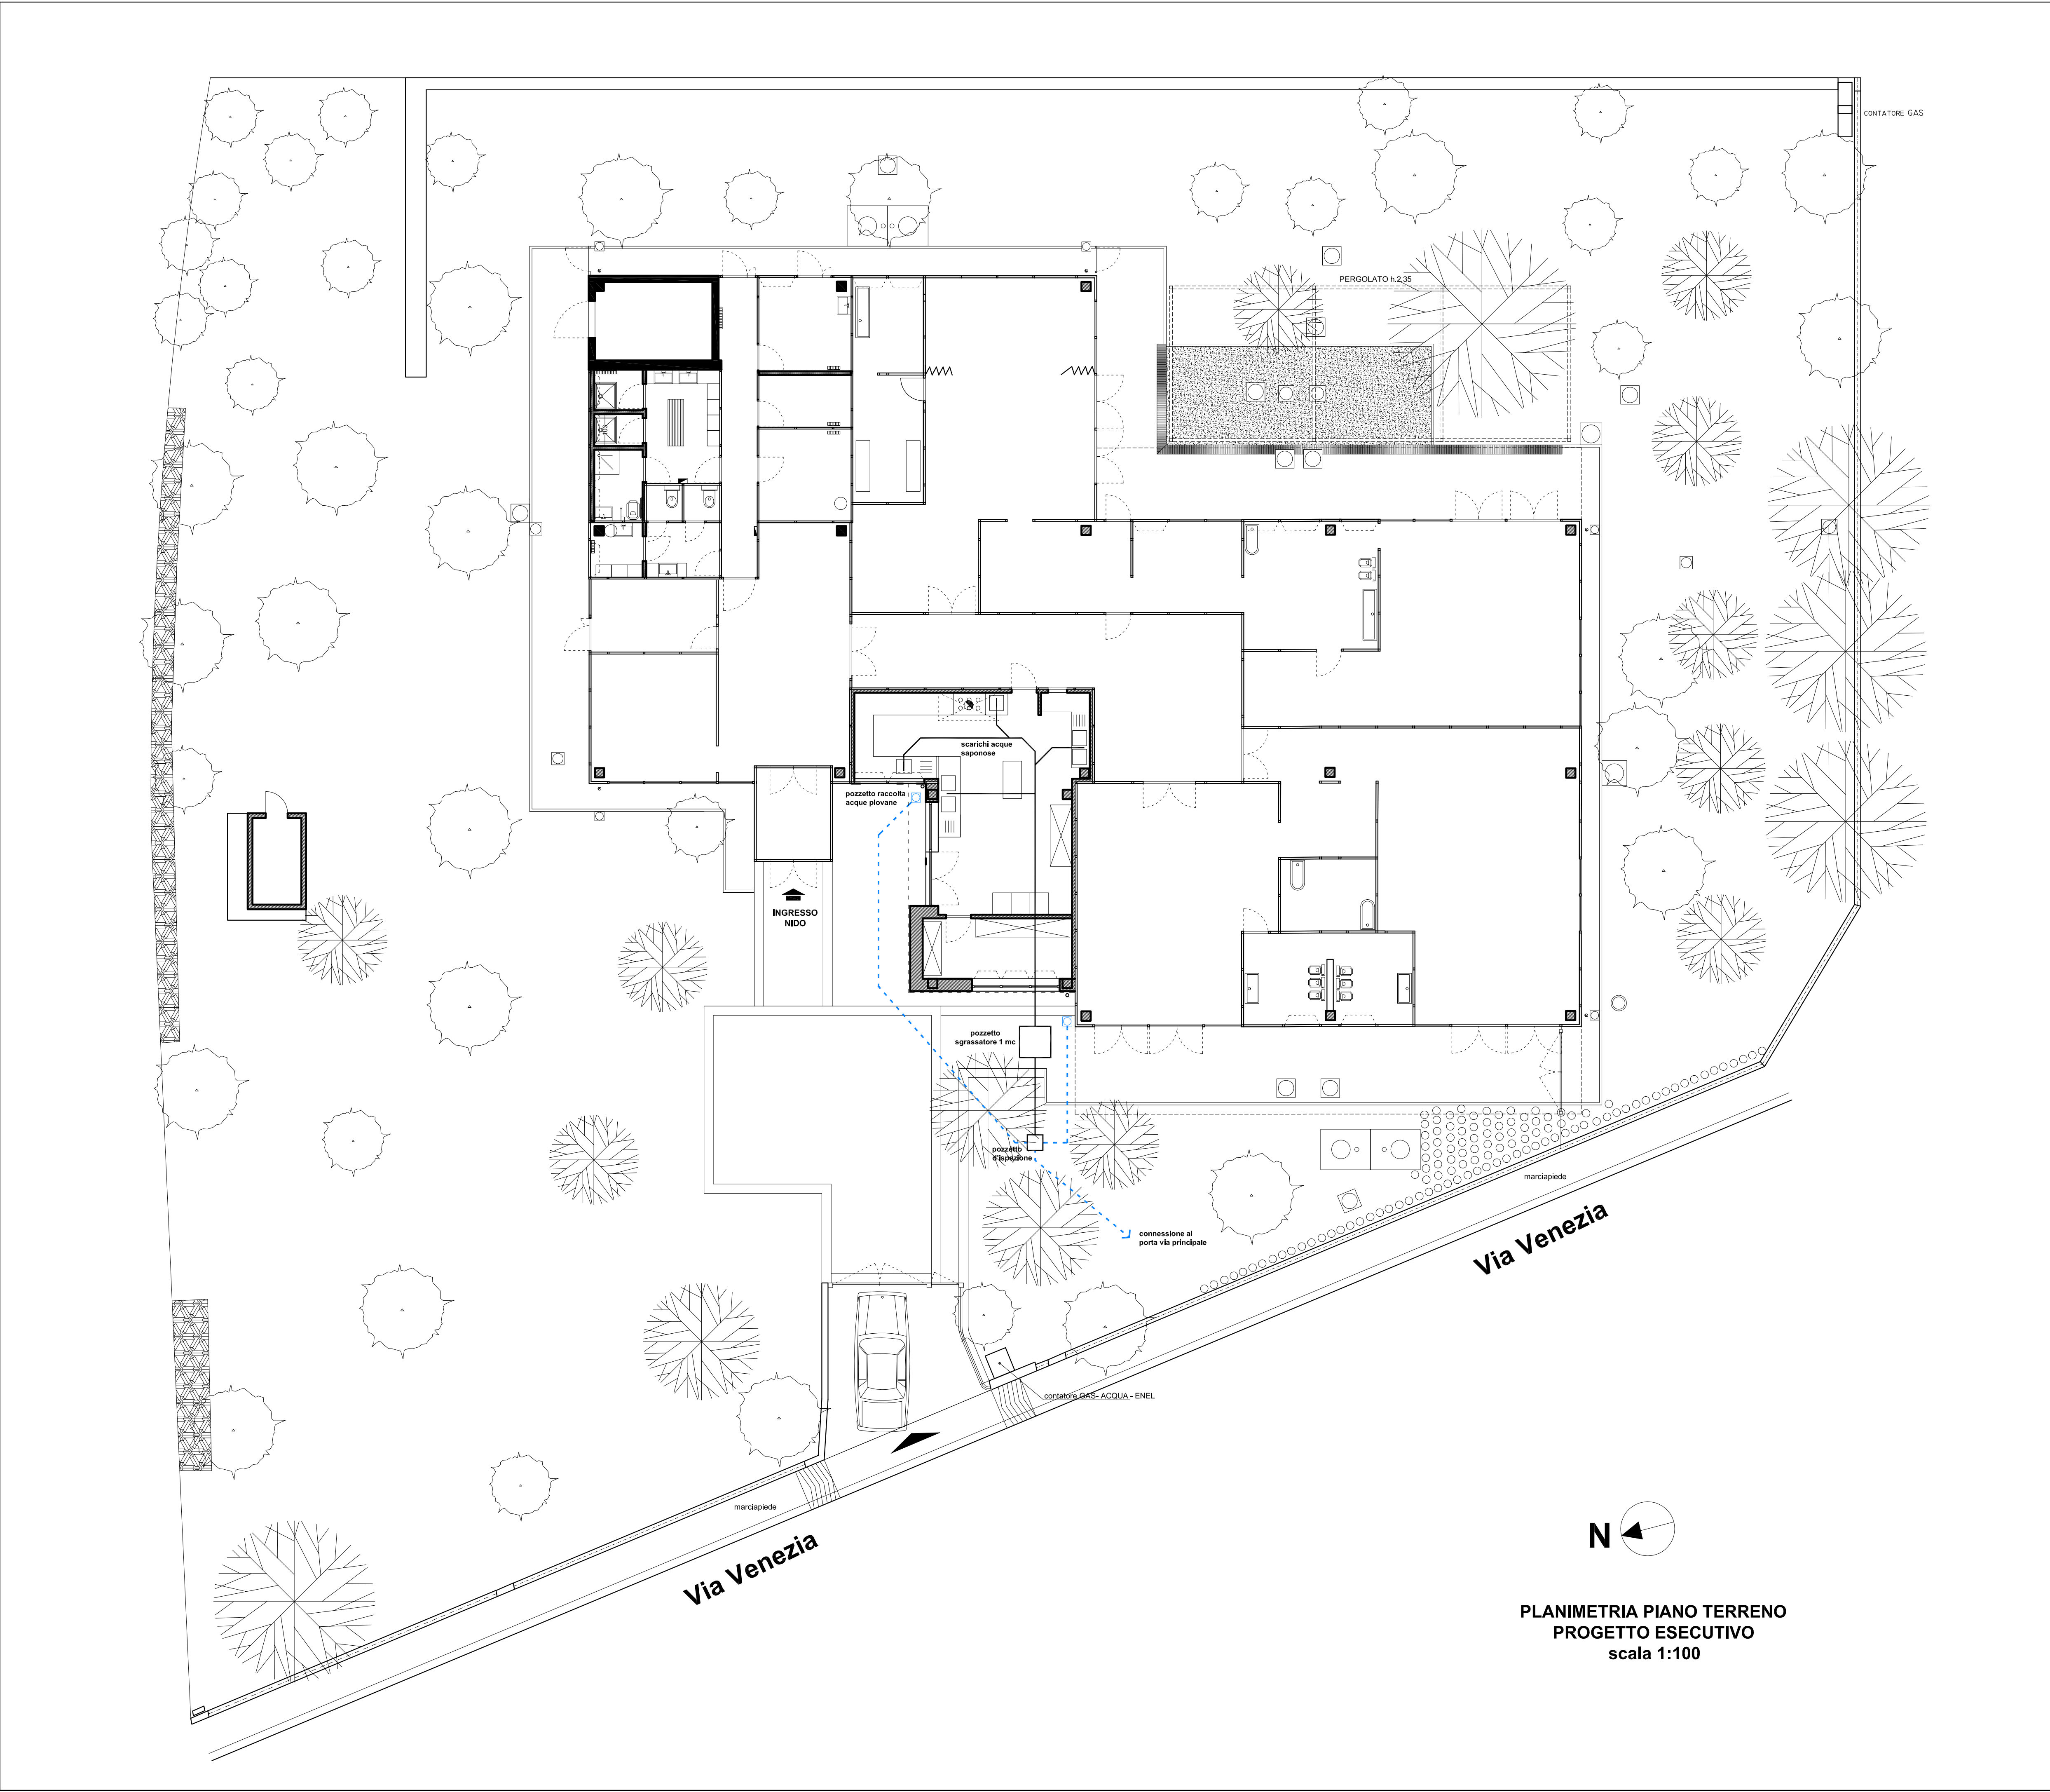 CONTATORE GAS
PERGOLATO h.2,35
scarichi acque
saponose
pozzetto raccolta
acque piovane
INGRESSO
NIDO
pozzetto
sgrassatore 1 mc
pozzetto
d'ispezione
marciapiede
Via Venezia
connessione al
porta via principale
contatore GAS- ACQUA - ENEL
marciapiede
Via Venezia
N
PLANIMETRIA PIANO TERRENO
PROGETTO ESECUTIVO
scala 1:100